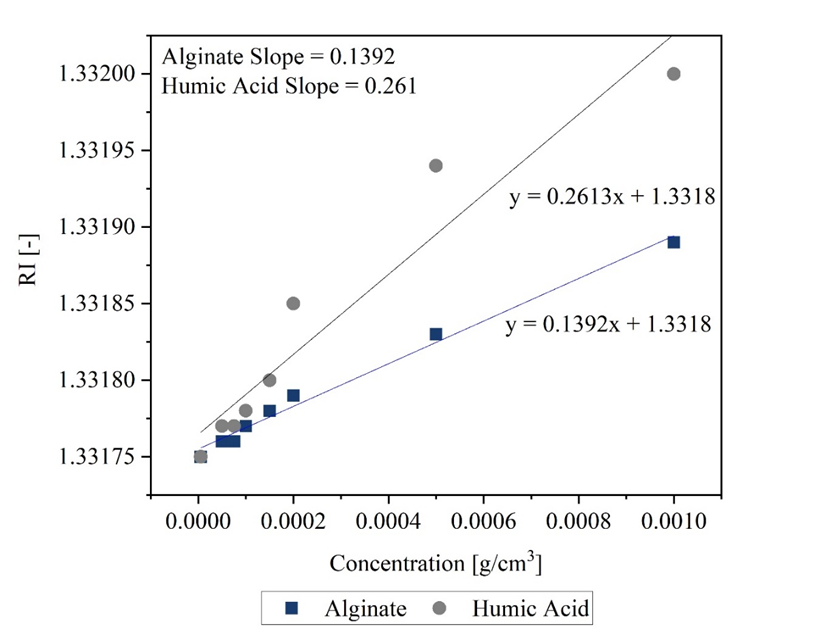 Alginate Slope = 0.1392
Humic Acid Slope = 0.261
1.33200
1.33195
1.33190
1.33185
1.33180
1.33175
RI [-]
y = 0.2613x + 1.3318
y = 0.1392x + 1.3318
0.0000 0.0002 0.0004 0.0006 0.0008 0.0010
Concentration [g/cm³]
Alginate Humic Acid